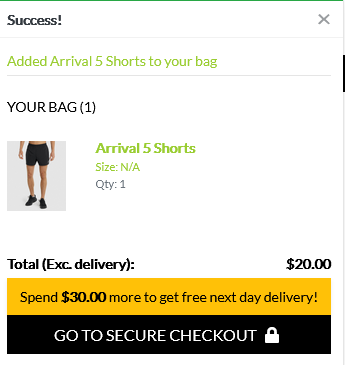 Success!
Added Arrival 5 Shorts to your bag
YOUR BAG (1)
Arrival 5 Shorts
Size: N/A
Qty: 1
Total (Exc. delivery): $20.00
Spend $30.00 more to get free next day delivery!
GO TO SECURE CHECKOUT